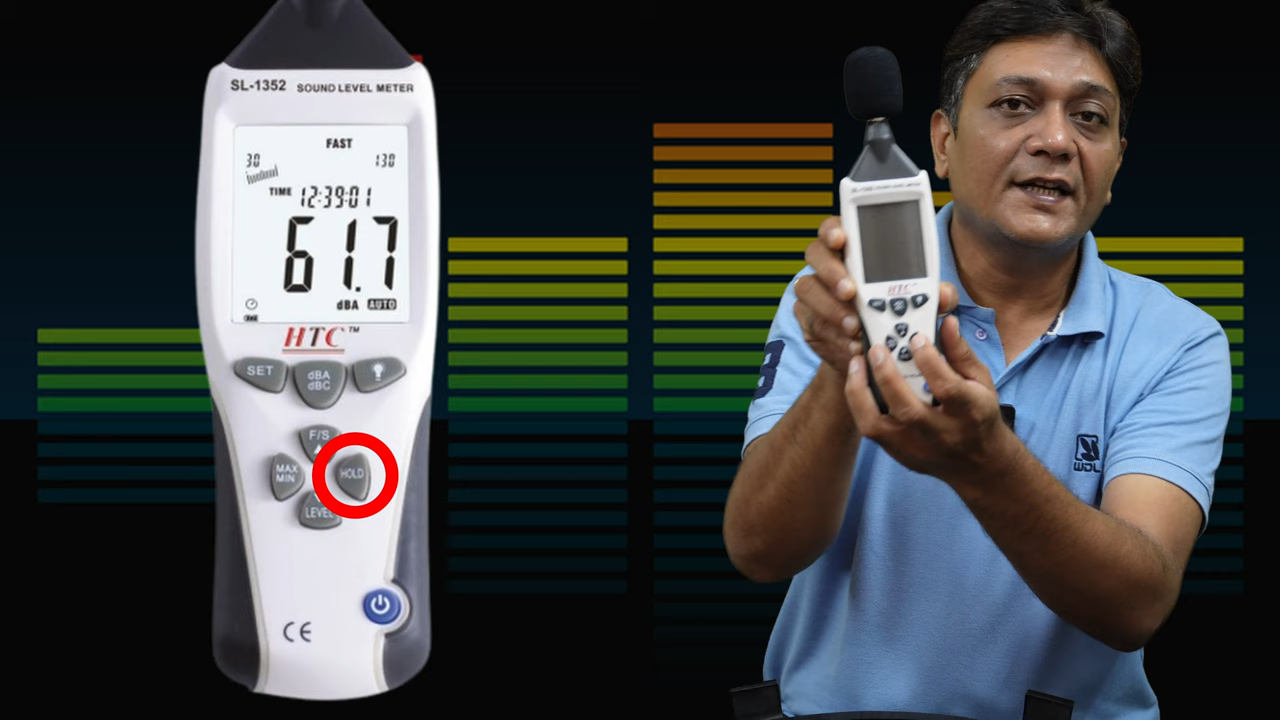 SL-1352 SOUND LEVEL METER
FAST
30 130
TIME 12:39:01
61.7
dBA AUTO
HTC™
SET
dBA
dBC
F/S
MAX
MIN
HOLD
LEVEL
CE
HTC
3
WDL